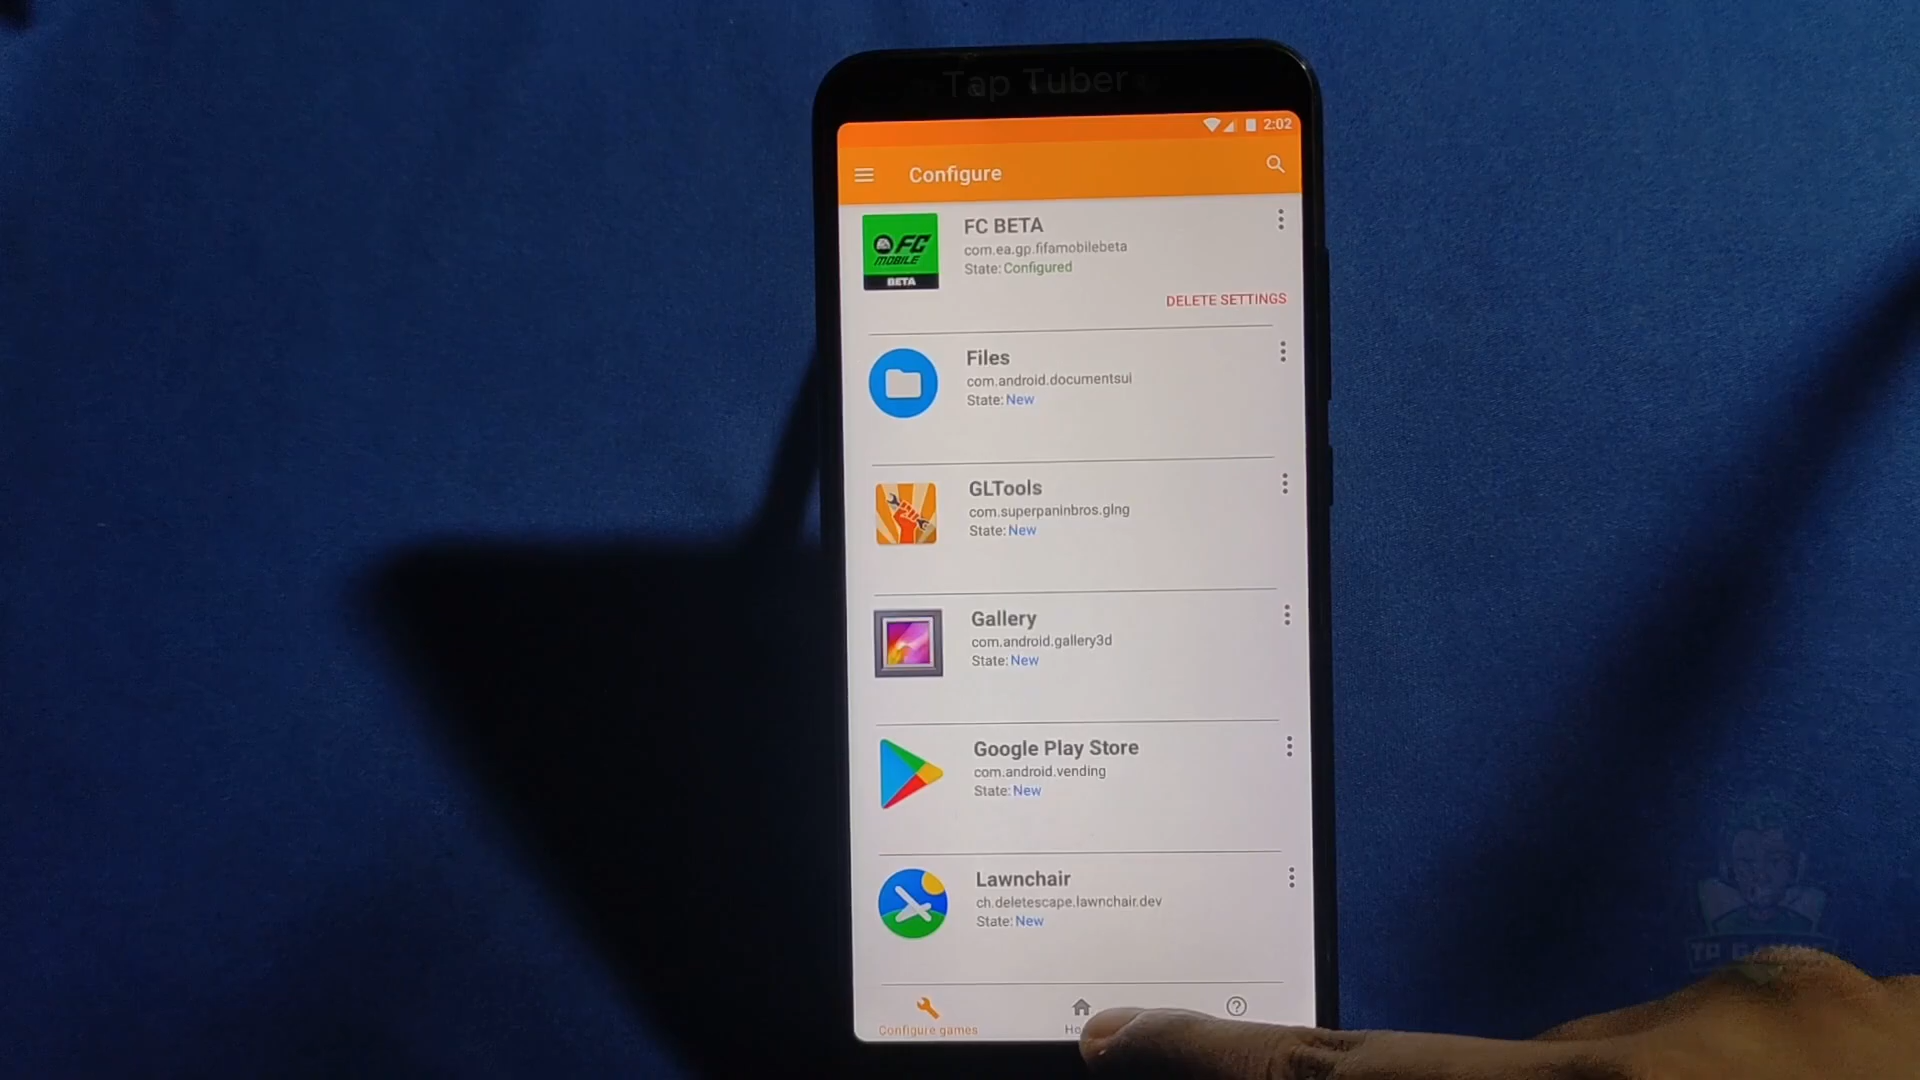 Tap Tuber
2:02
Configure
FC BETA
com.ea.gp.fifamobilebeta
State: Configured
FC
MOBILE
BETA
DELETE SETTINGS
Files
com.android.documentsui
State: New
GLTools
com.superpaninbros.glng
State: New
Gallery
com.android.gallery3d
State: New
Google Play Store
com.android.vending
State: New
Lawnchair
ch.deletescape.lawnchair.dev
State: New
Configure games